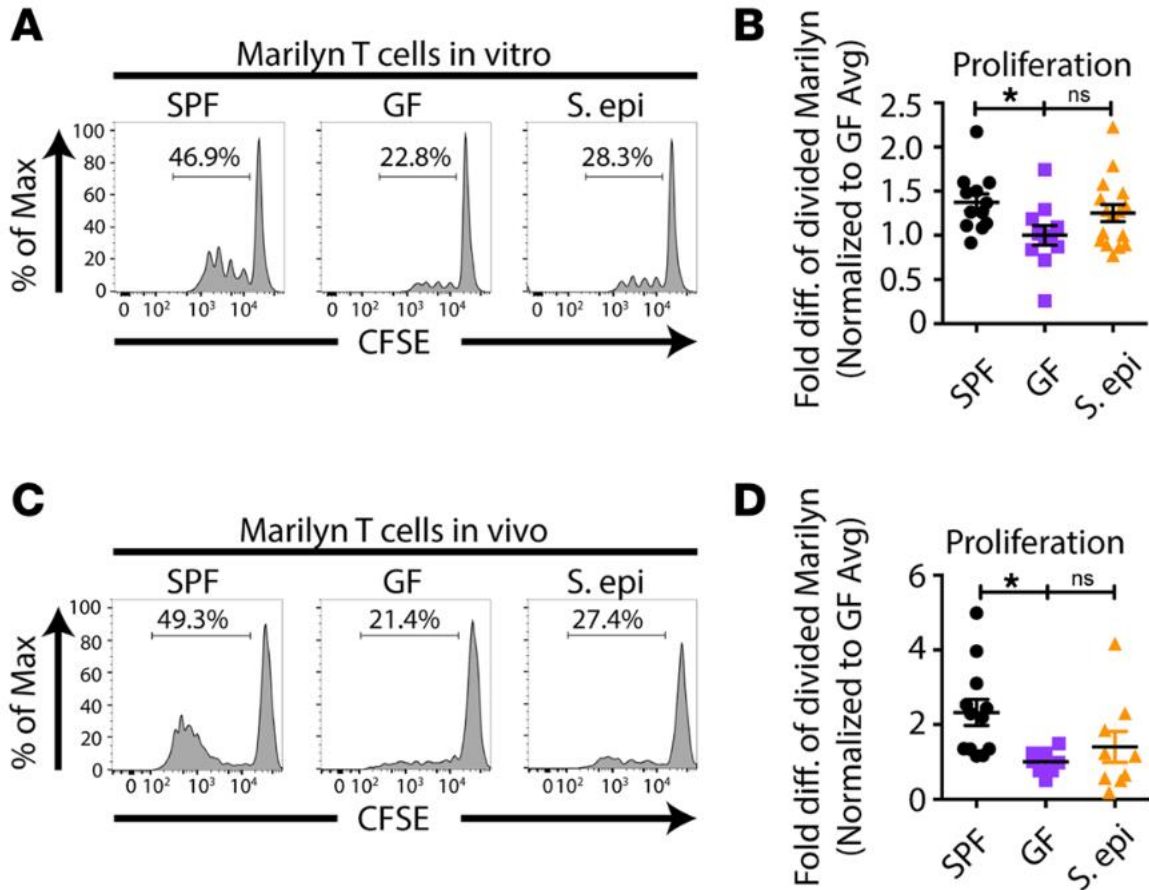 A
Marilyn T cells in vitro
SPF GF S. epi
% of Max
100
80
60
40
20
0
46.9%
22.8%
28.3%
0 10² 10³ 10⁴
0 10² 10³ 10⁴
0 10² 10³ 10⁴
CFSE
B
Proliferation
* ns
Fold diff. of divided Marilyn
(Normalized to GF Avg)
2.5
2.0
1.5
1.0
0.5
0
SPF GF S. epi
C
Marilyn T cells in vivo
SPF GF S. epi
% of Max
100
80
60
40
20
0
49.3%
21.4%
27.4%
0 10² 10³ 10⁴
0 10² 10³ 10⁴
0 10² 10³ 10⁴
CFSE
D
Proliferation
* ns
Fold diff. of divided Marilyn
(Normalized to GF Avg)
6
4
2
0
SPF GF S. epi